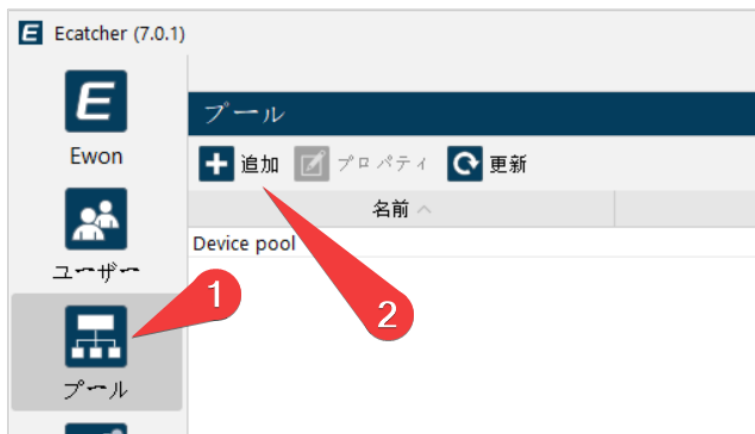 Ecatcher (7.0.1)
E
Ewon
ユーザー
プール
プール
追加 プロパティ 更新
名前
Device pool
1
2